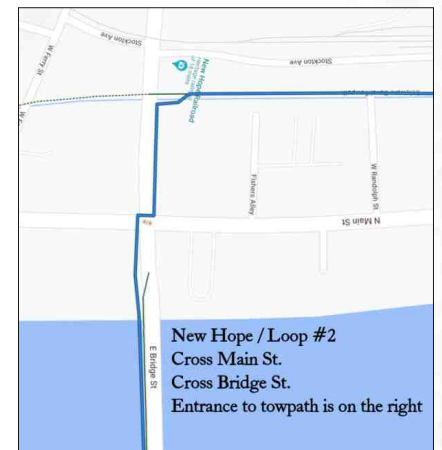 Stockton Ave
W Ferry St
New Hope Railroad
Stockton Ave
Fishers Alley
W Randolph St
N Main St
E Bridge St
New Hope / Loop #2
Cross Main St.
Cross Bridge St.
Entrance to towpath is on the right